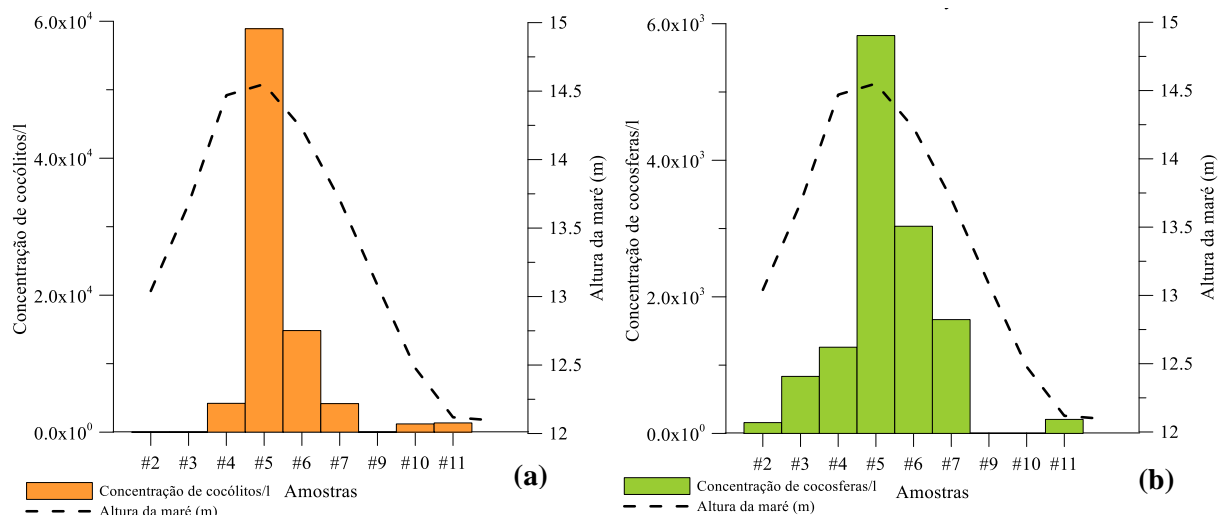 6.0x10⁴
4.0x10⁴
2.0x10⁴
0.0x10⁰
Concentração de cocólitos/l
15
14.5
14
13.5
13
12.5
12
Altura da maré (m)
#2 #3 #4 #5 #6 #7 #9 #10 #11
Amostras
(a)
Concentração de cocólitos/l
Altura da maré (m)
6.0x10³
4.0x10³
2.0x10³
0.0x10⁰
Concentração de cocosferas/l
15
14.5
14
13.5
13
12.5
12
Altura da maré (m)
#2 #3 #4 #5 #6 #7 #9 #10 #11
Amostras
(b)
Concentração de cocosferas/l
Altura da maré (m)